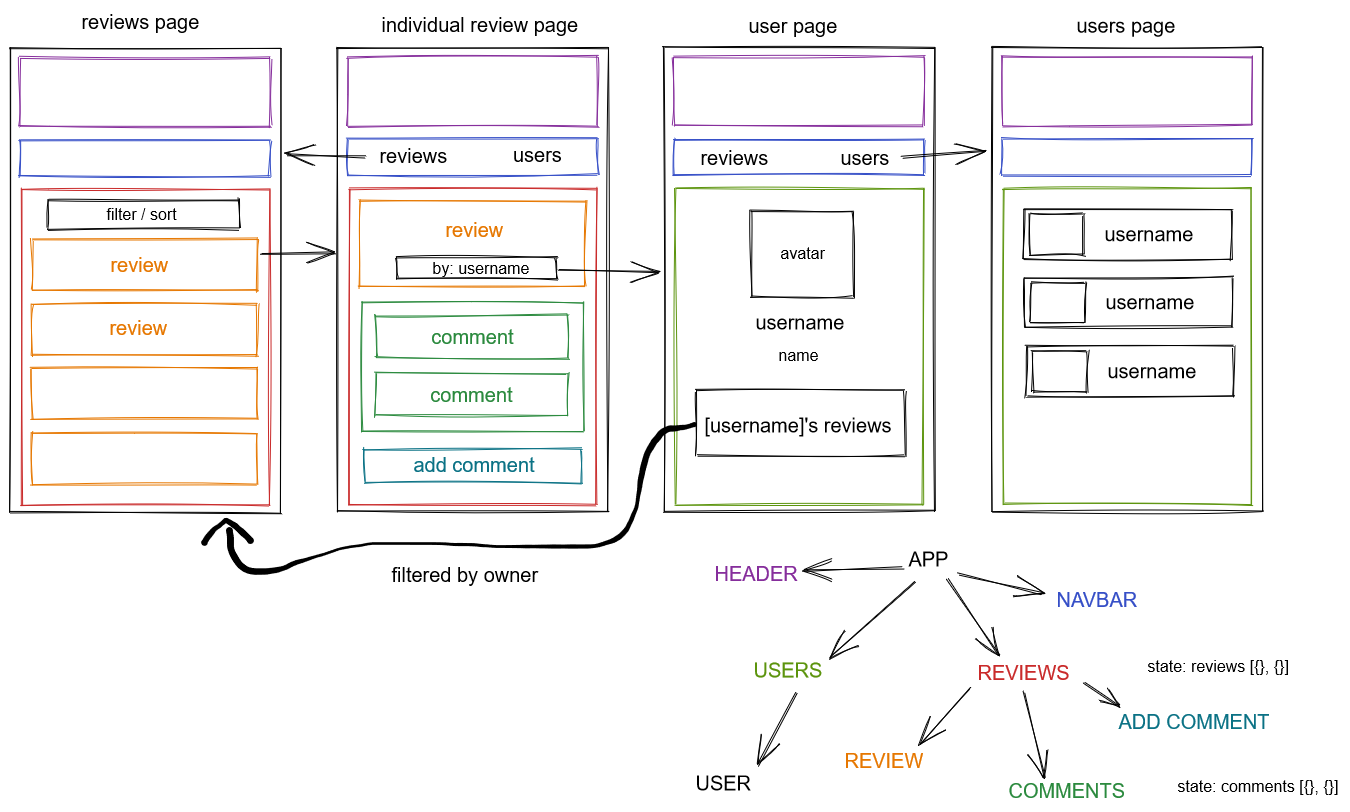 reviews page
individual review page
user page
users page
reviews users
reviews users
filter / sort
review
review
review
by: username
comment
comment
add comment
avatar
username
name
[username]'s reviews
username
username
username
filtered by owner
APP
HEADER
NAVBAR
USERS
REVIEWS
state: reviews [{}, {}]
ADD COMMENT
REVIEW
USER
COMMENTS
state: comments [{}, {}]